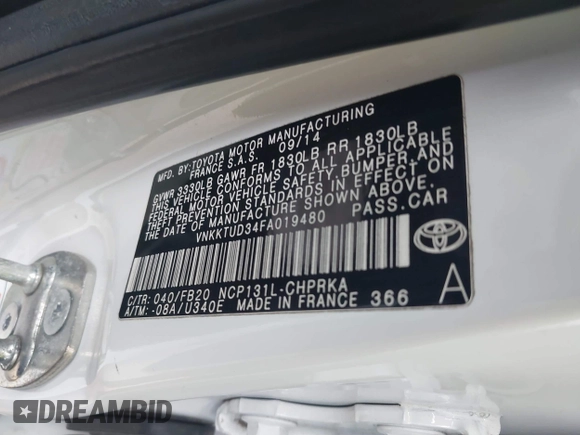 MFD. BY:TOYOTA MOTOR MANUFACTURING
FRANCE S.A.S. 09/14
GVWR 3330LB GAWR FR 1830LB RR 1830LB
THIS VEHICLE CONFORMS TO ALL APPLICABLE
FEDERAL MOTOR VEHICLE SAFETY,BUMPER,AND
THEFT PREVENTION STANDARDS IN EFFECT ON
THE DATE OF MANUFACTURE SHOWN ABOVE.
VNKKTUD34FA019480 PASS.CAR
C/TR: 040/FB20 NCP131L-CHPRKA
A/TM: -08A/U340E MADE IN FRANCE 366
A
DREAMBID